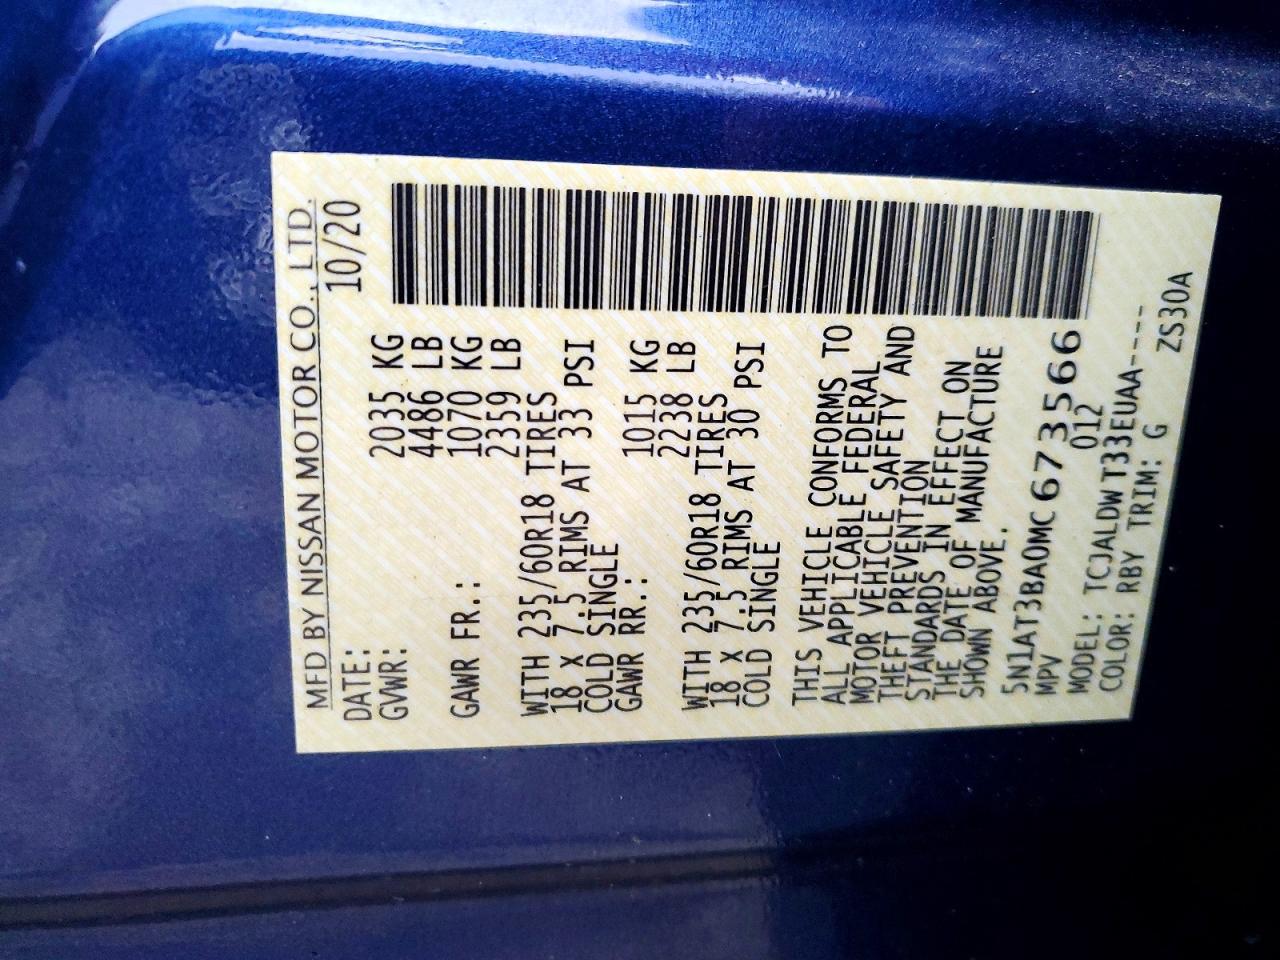 MFD BY NISSAN MOTOR CO., LTD.
DATE: 10/20
GVWR: 2035 KG
4486 LB
GAWR FR.: 1070 KG
2359 LB
WITH 235/60R18 TIRES
18 X 7.5 RIMS AT 33 PSI
COLD SINGLE
GAWR RR.: 1015 KG
2238 LB
WITH 235/60R18 TIRES
18 X 7.5 RIMS AT 30 PSI
COLD SINGLE
THIS VEHICLE CONFORMS TO
ALL APPLICABLE FEDERAL
MOTOR VEHICLE SAFETY AND
THEFT PREVENTION
STANDARDS IN EFFECT ON
THE DATE OF MANUFACTURE
SHOWN ABOVE.
5N1AT3BA0MC673566
MPV 012
MODEL: TCJALDWT33EUAA----
COLOR: RBY TRIM: G ZS30A